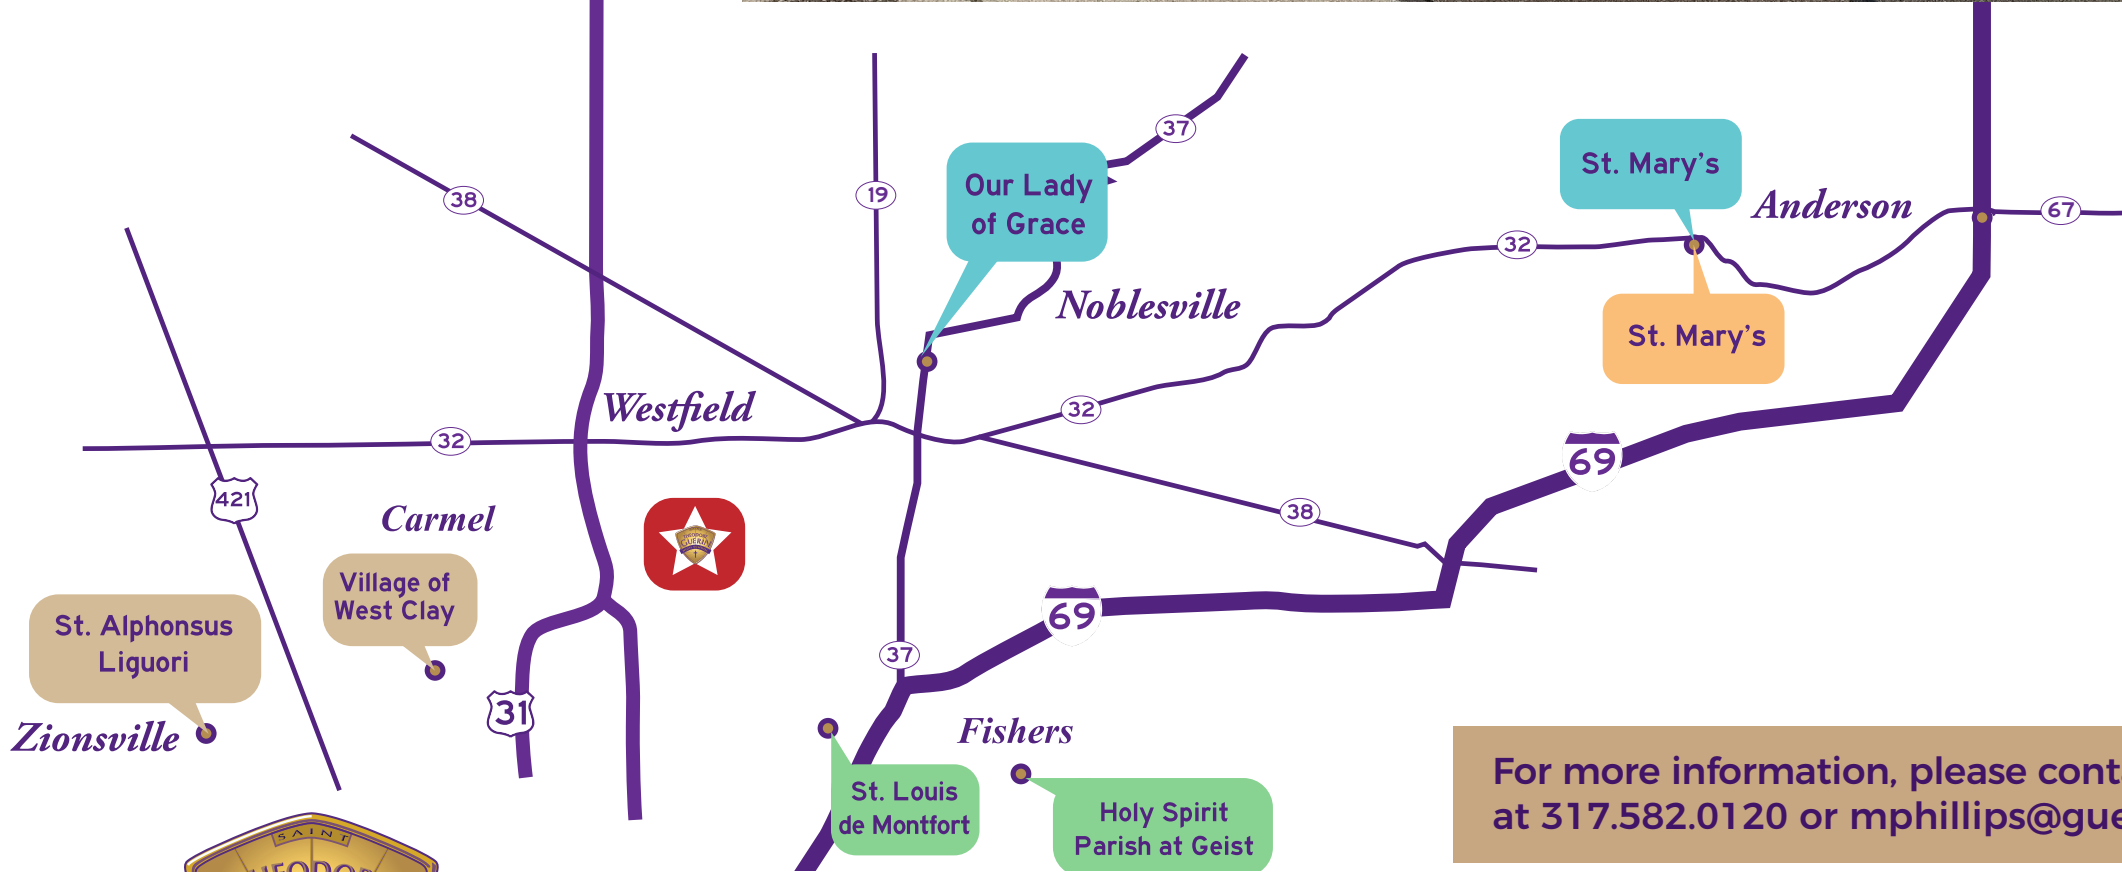 37
38
19
Our Lady
of Grace
St. Mary's
Anderson
67
32
Noblesville
St. Mary's
Westfield
32
32
69
421
Carmel
38
GUERIN
Village of
West Clay
St. Alphonsus
Liguori
69
37
31
Zionsville
Fishers
St. Louis
de Montfort
Holy Spirit
Parish at Geist
For more information, please cont
at 317.582.0120 or mphillips@gue
SAINT
HEODOR